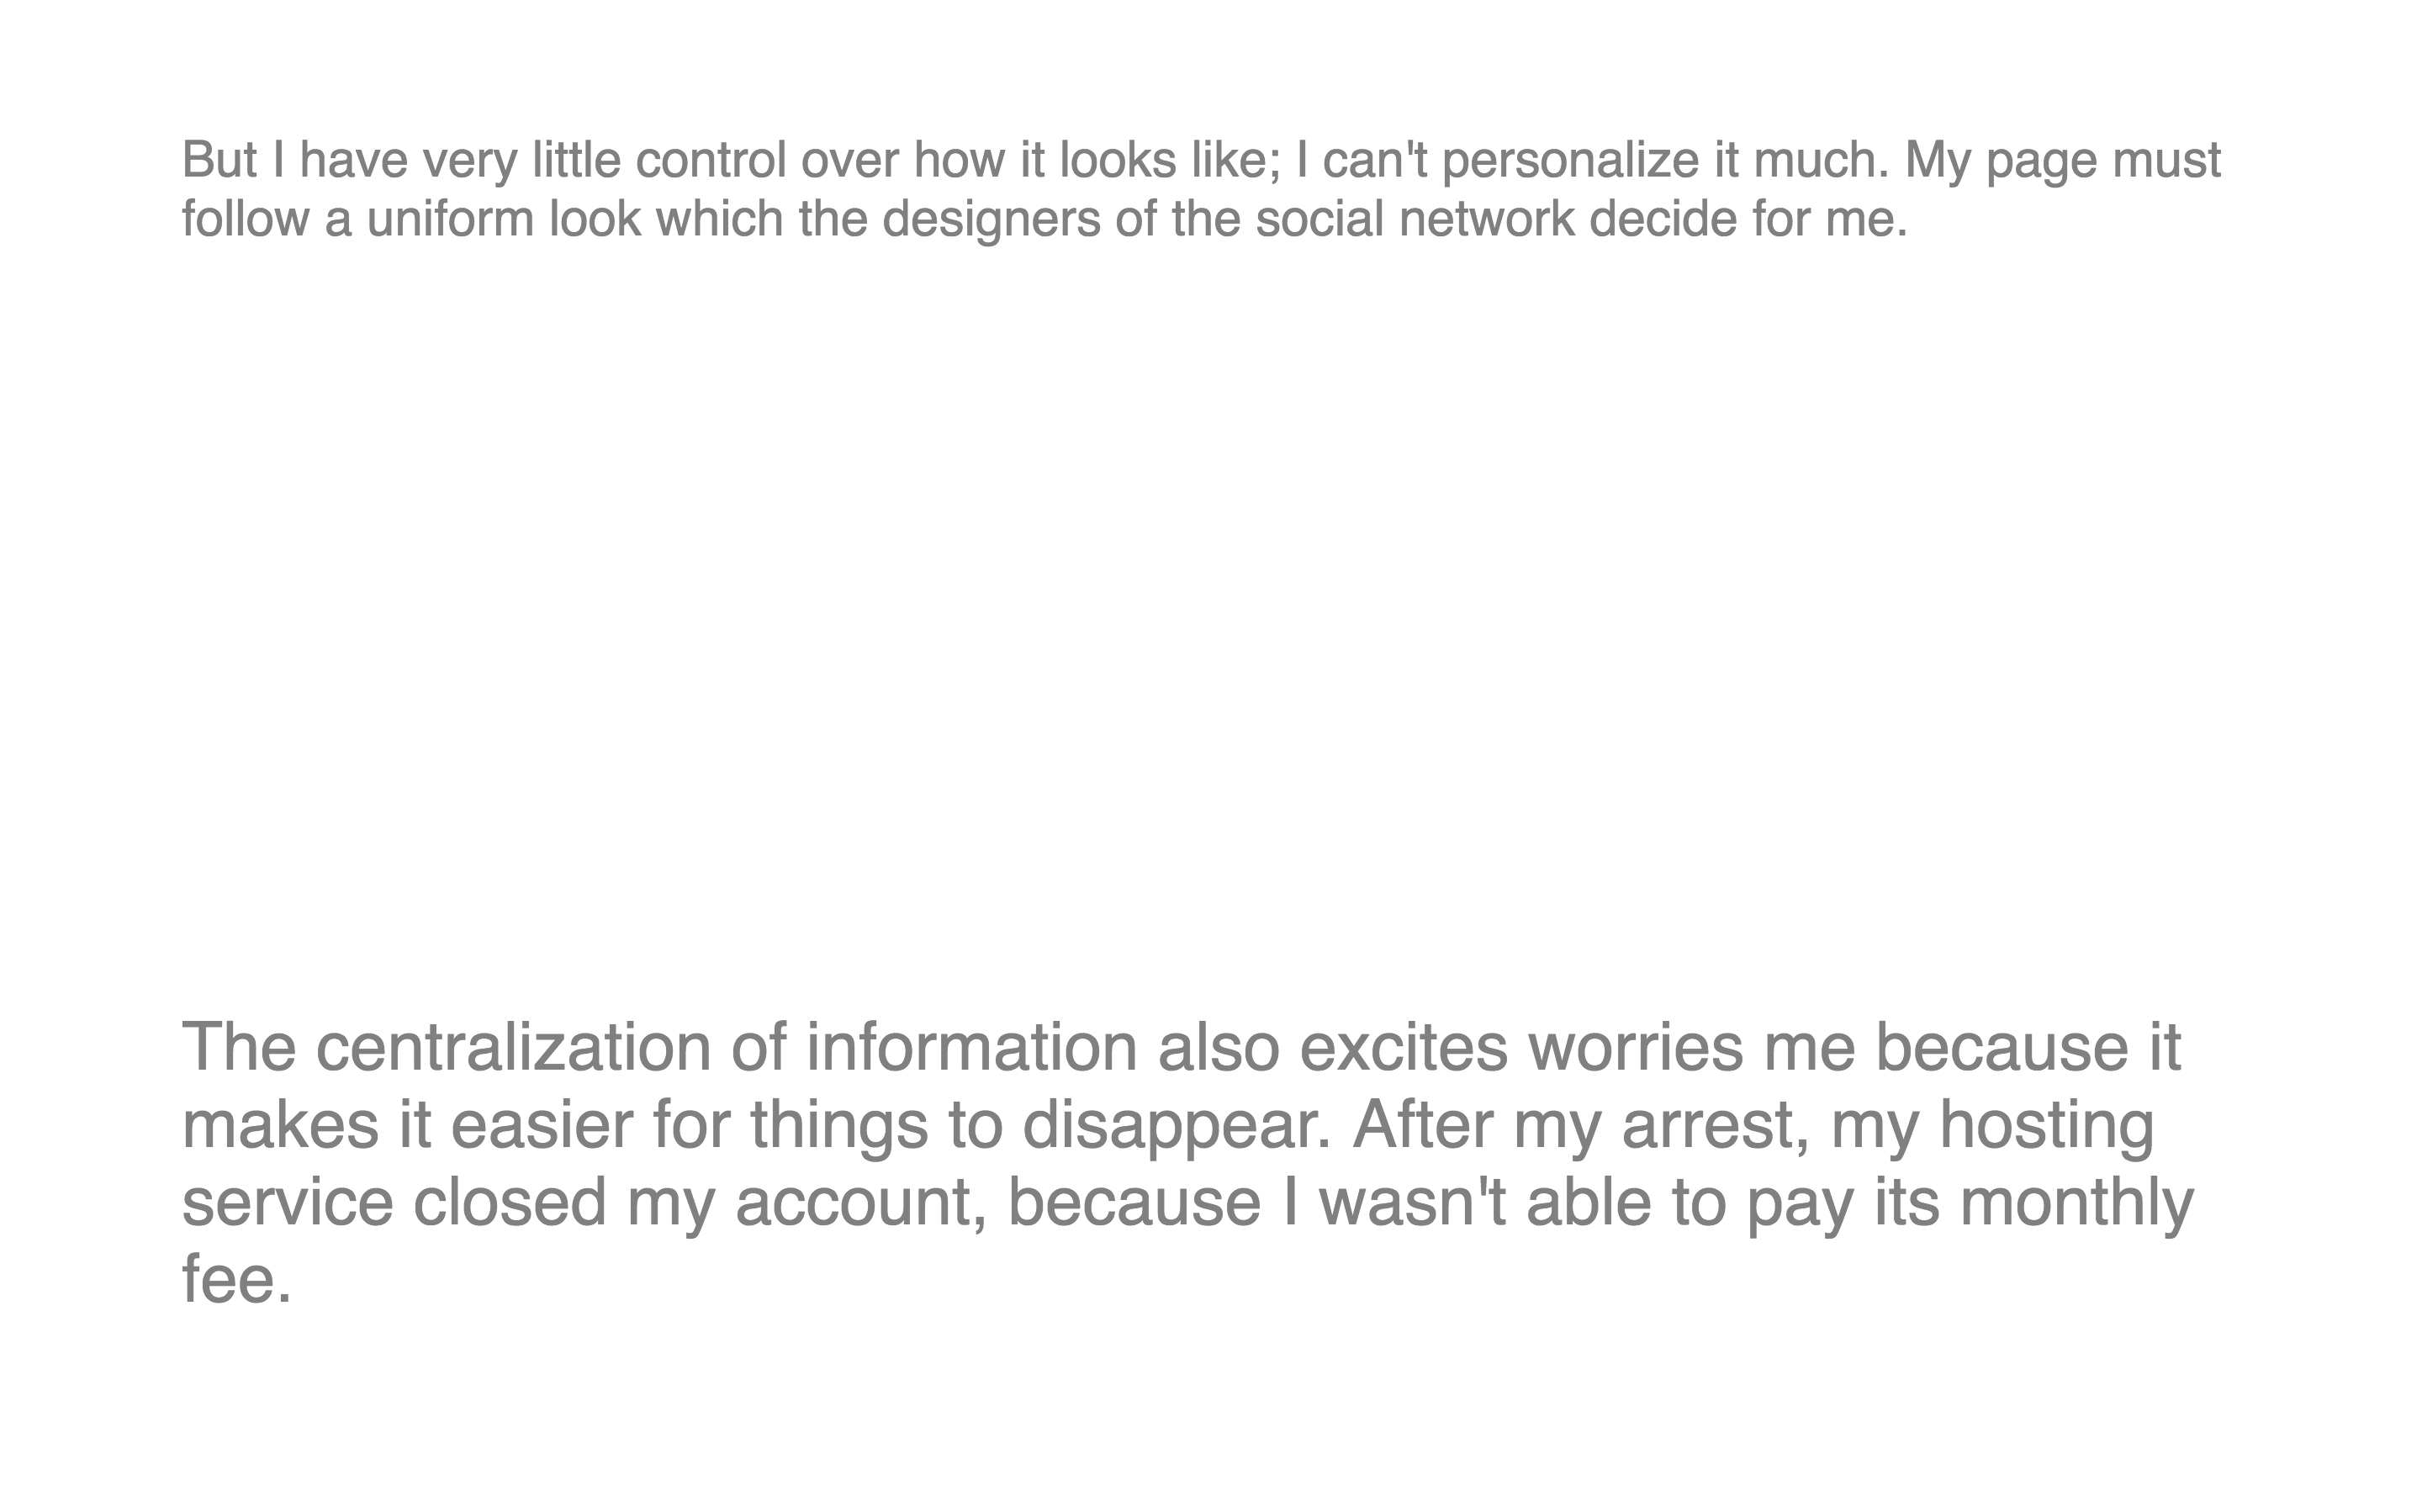 But I have very little control over how it looks like; I can't personalize it much. My page must
follow a uniform look which the designers of the social network decide for me.
The centralization of information also excites worries me because it
makes it easier for things to disappear. After my arrest, my hosting
service closed my account, because I wasn't able to pay its monthly
fee.